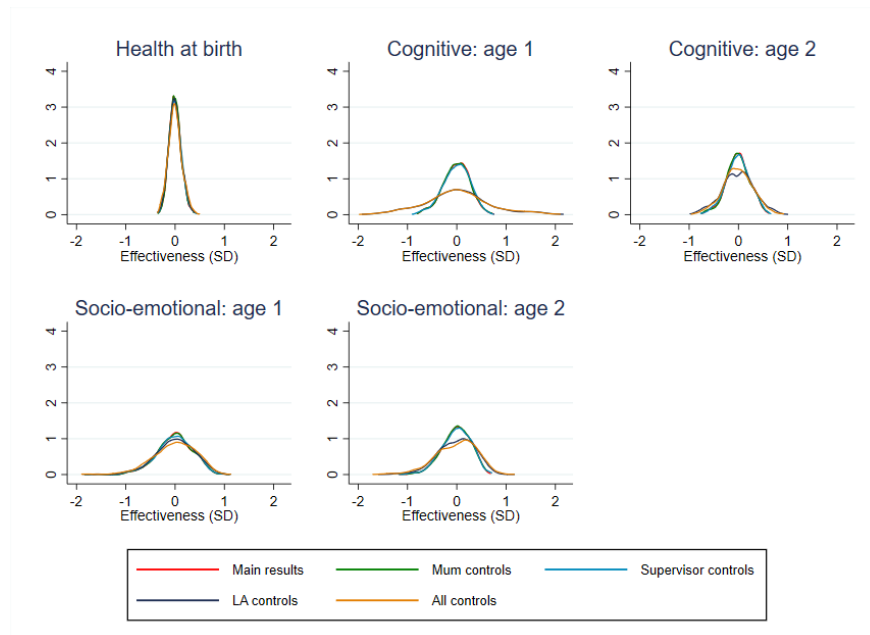 Health at birth
4
3
2
1
0
-2 -1 0 1 2
Effectiveness (SD)
Cognitive: age 1
4
3
2
1
0
-2 -1 0 1 2
Effectiveness (SD)
Cognitive: age 2
4
3
2
1
0
-2 -1 0 1 2
Effectiveness (SD)
Socio-emotional: age 1
4
3
2
1
0
-2 -1 0 1 2
Effectiveness (SD)
Socio-emotional: age 2
4
3
2
1
0
-2 -1 0 1 2
Effectiveness (SD)
Main results Mum controls Supervisor controls
LA controls All controls